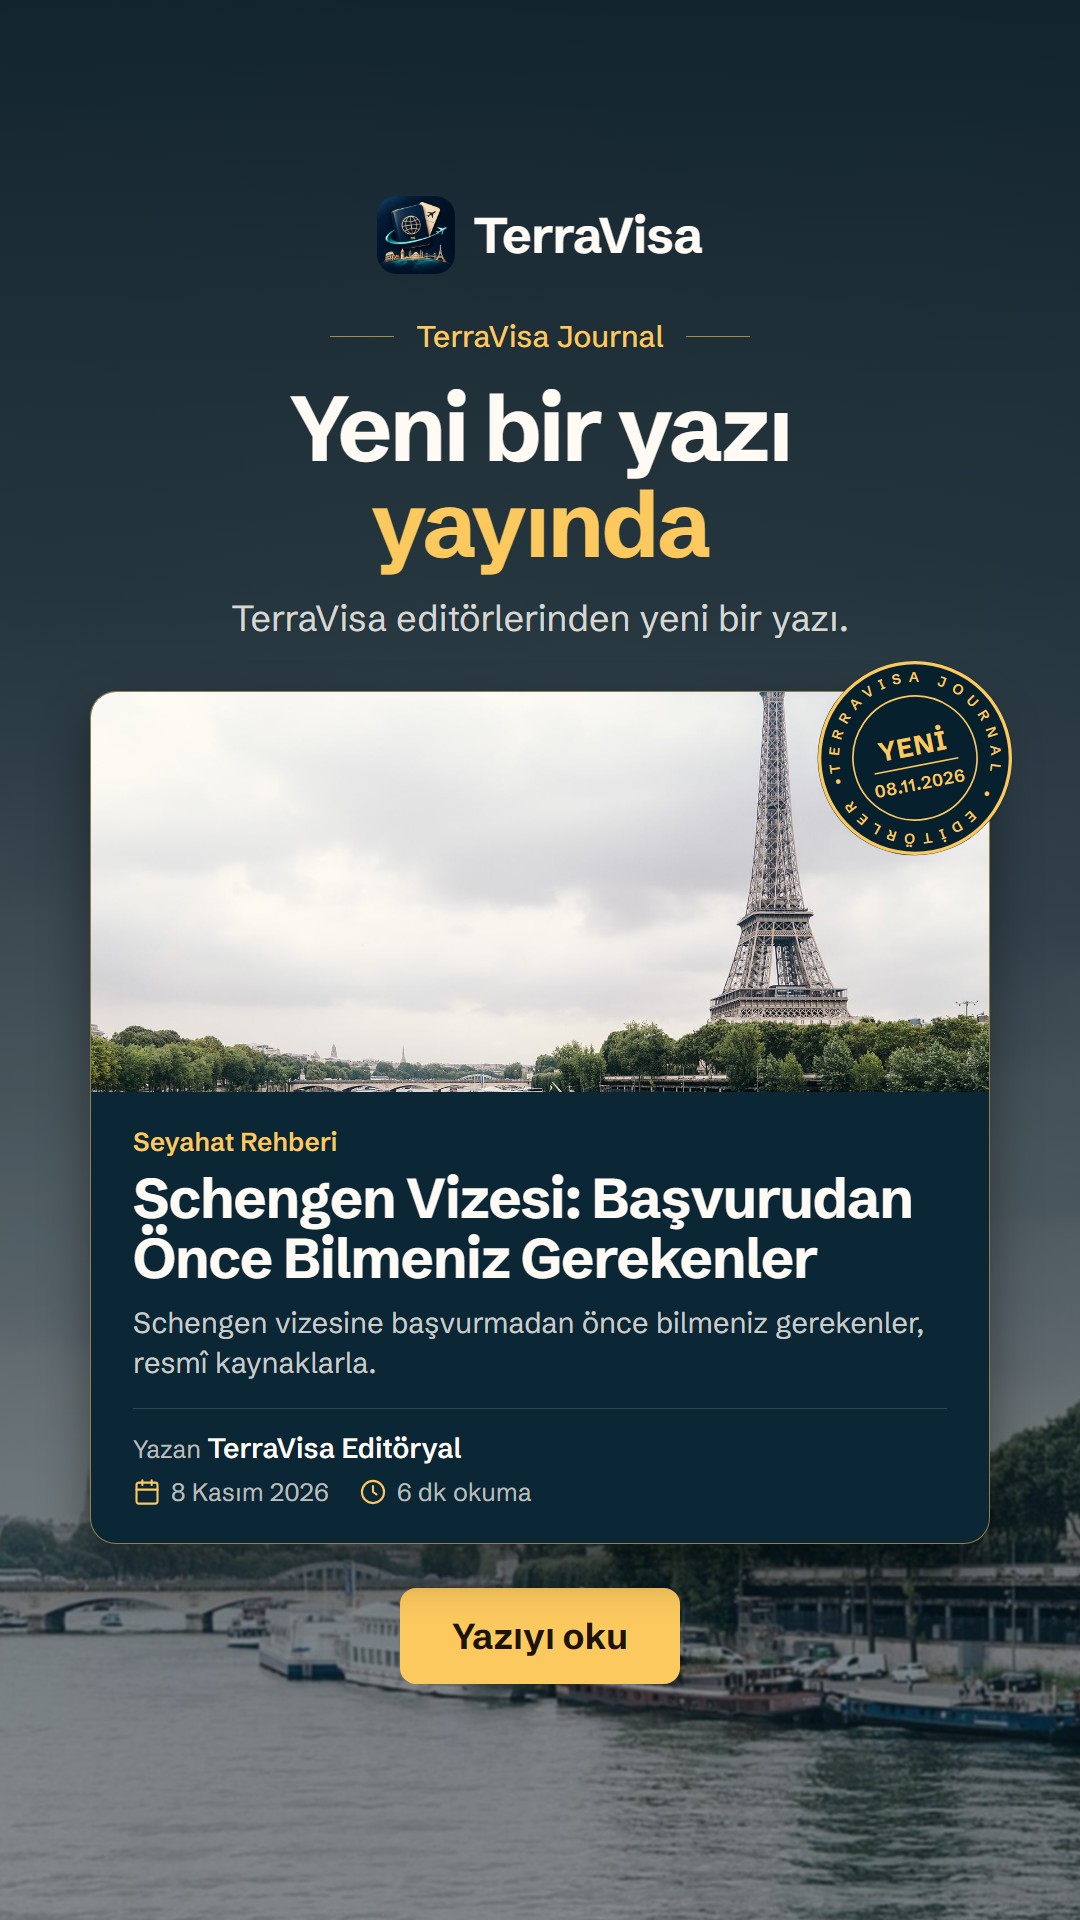 TerraVisa
TerraVisa Journal
Yeni bir yazı
yayında
TerraVisa editörlerinden yeni bir yazı.
TERRAVISA JOURNAL • EDİTÖRLER •
YENİ
08.11.2026
Seyahat Rehberi
Schengen Vizesi: Başvurudan
Önce Bilmeniz Gerekenler
Schengen vizesine başvurmadan önce bilmeniz gerekenler,
resmî kaynaklarla.
Yazan TerraVisa Editöryal
8 Kasım 2026 6 dk okuma
Yazıyı oku